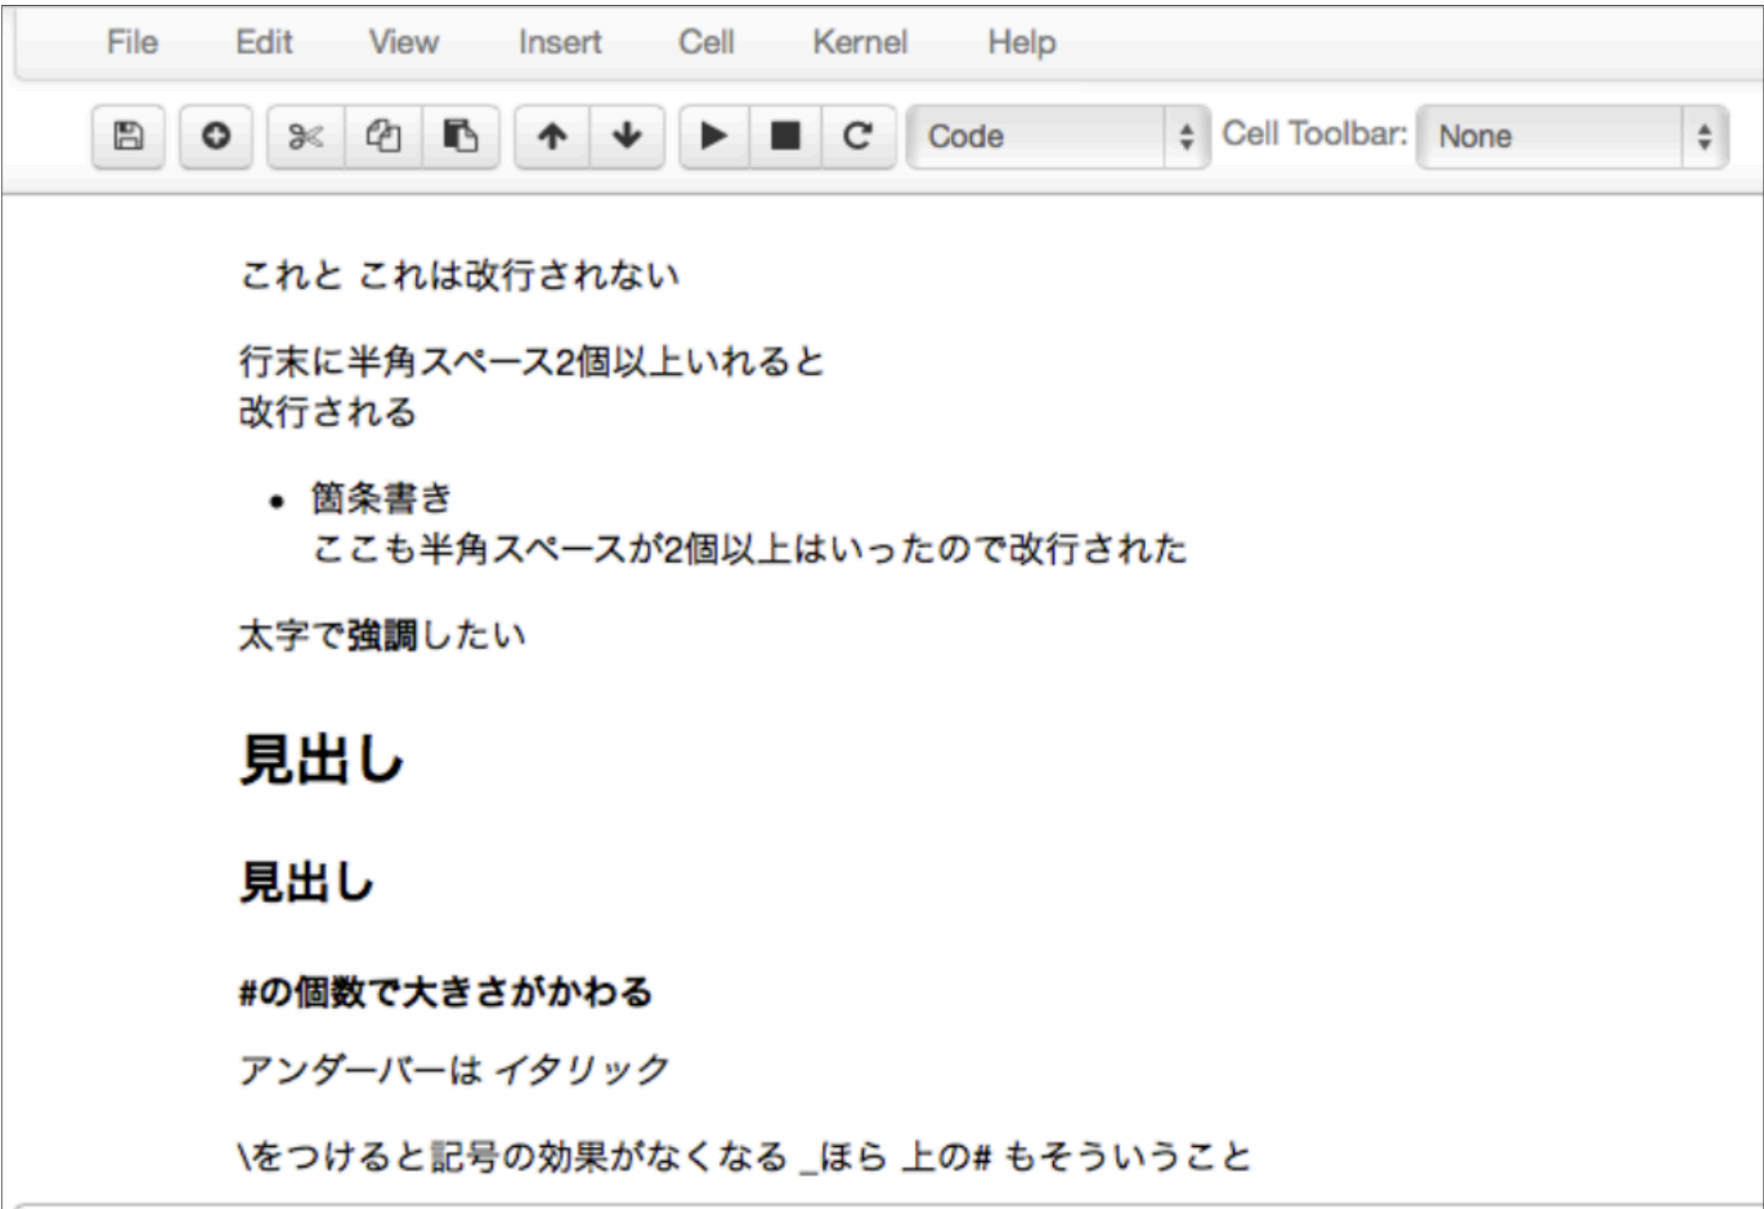 File Edit View Insert Cell Kernel Help
Code Cell Toolbar: None
これと これは改行されない
行末に半角スペース2個以上いれると
改行される
• 箇条書き
ここも半角スペースが2個以上はいったので改行された
太字で強調したい
見出し
見出し
#の個数で大きさがかわる
アンダーバーは イタリック
\をつけると記号の効果がなくなる _ほら 上の# もそういうこと